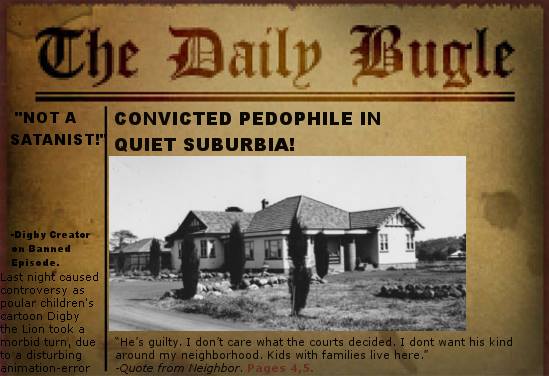 The Daily Bugle
"NOT A
SATANIST!"
-Digby Creator
on Banned
Episode.
Last night caused
controversy as
poular children's
cartoon Digby
the Lion took a
morbid turn, due
to a disturbing
animation-error
CONVICTED PEDOPHILE IN
QUIET SUBURBIA!
"He's guilty. I don't care what the courts decided. I dont want his kind
around my neighborhood. Kids with families live here."
-Quote from Neighbor. Pages 4,5.